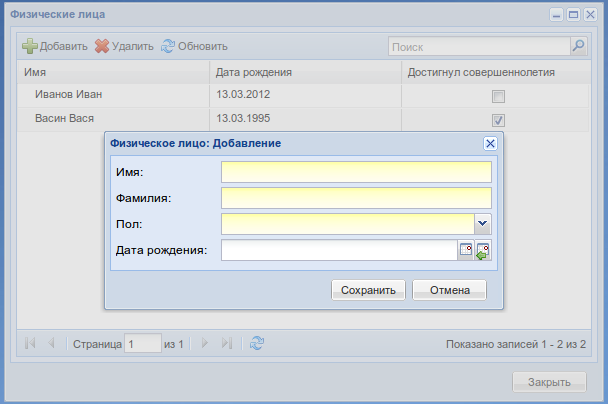 Физические лица
Добавить Удалить Обновить Поиск
Имя Дата рождения Достигнул совершеннолетия
Иванов Иван 13.03.2012
Васин Вася 13.03.1995
Физическое лицо: Добавление
Имя:
Фамилия:
Пол:
Дата рождения:
Сохранить Отмена
Страница 1 из 1 Показано записей 1 - 2 из 2
Закрыть